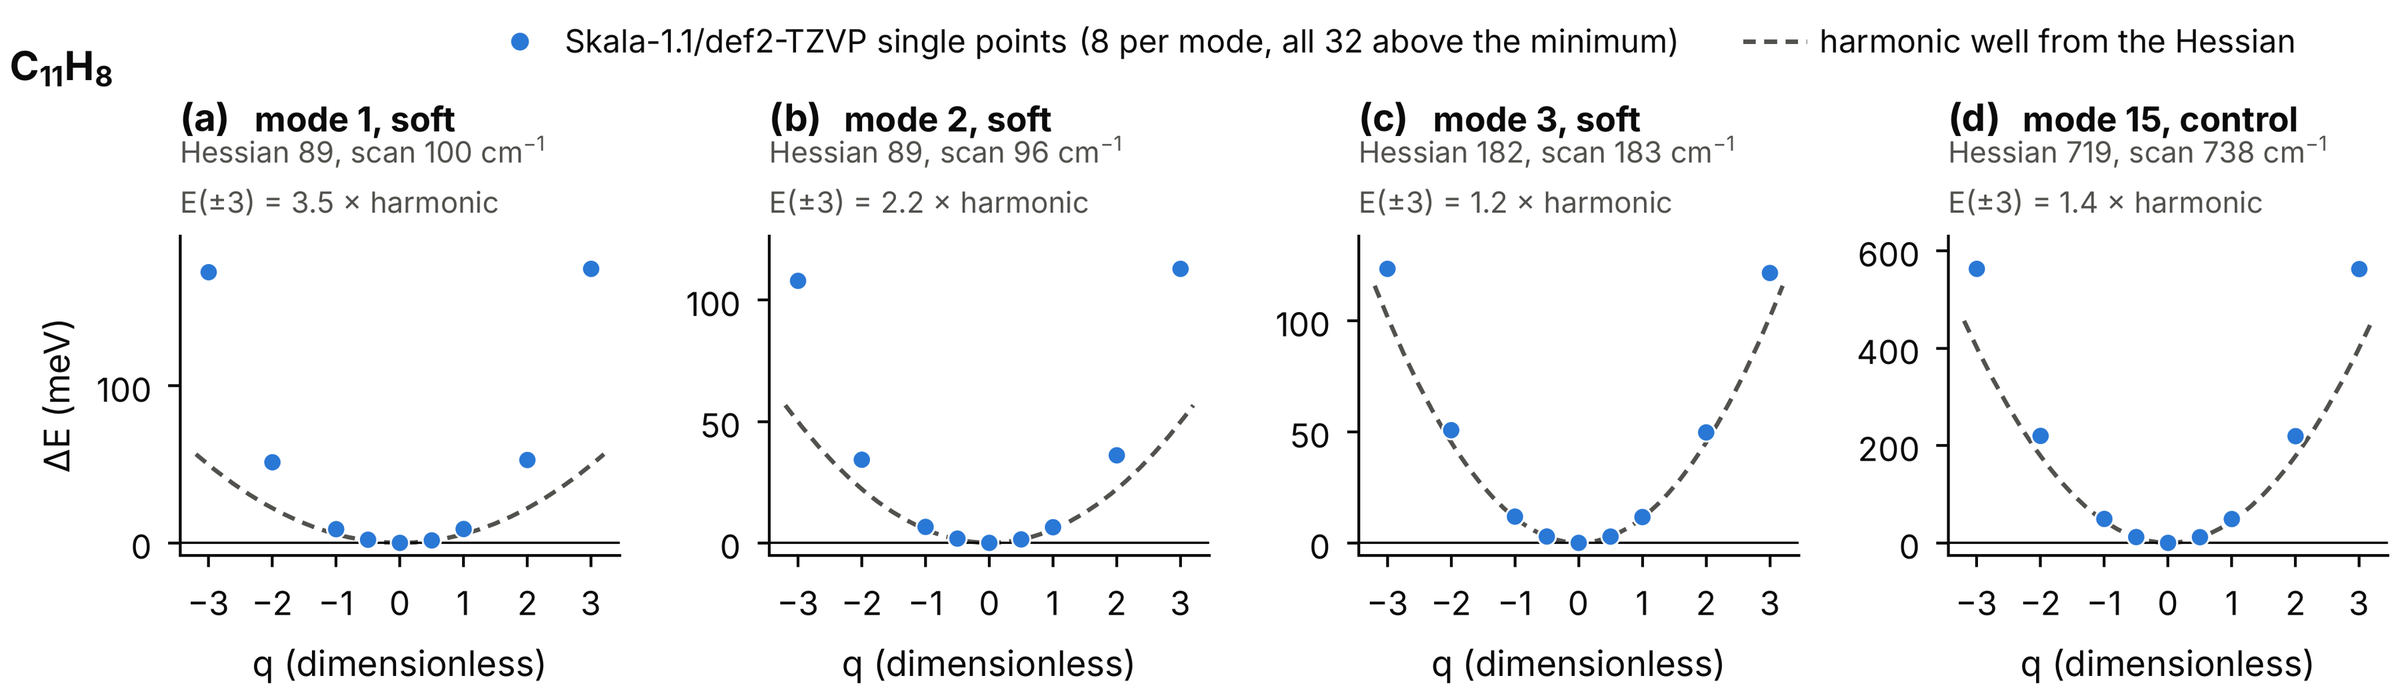 C₁₁H₈
Skala-1.1/def2-TZVP single points (8 per mode, all 32 above the minimum)
harmonic well from the Hessian
(a) mode 1, soft
Hessian 89, scan 100 cm⁻¹
E(±3) = 3.5 × harmonic
(b) mode 2, soft
Hessian 89, scan 96 cm⁻¹
E(±3) = 2.2 × harmonic
(c) mode 3, soft
Hessian 182, scan 183 cm⁻¹
E(±3) = 1.2 × harmonic
(d) mode 15, control
Hessian 719, scan 738 cm⁻¹
E(±3) = 1.4 × harmonic
ΔE (meV)
100
0
−3 −2 −1 0 1 2 3
q (dimensionless)
100
50
0
−3 −2 −1 0 1 2 3
q (dimensionless)
100
50
0
−3 −2 −1 0 1 2 3
q (dimensionless)
600
400
200
0
−3 −2 −1 0 1 2 3
q (dimensionless)